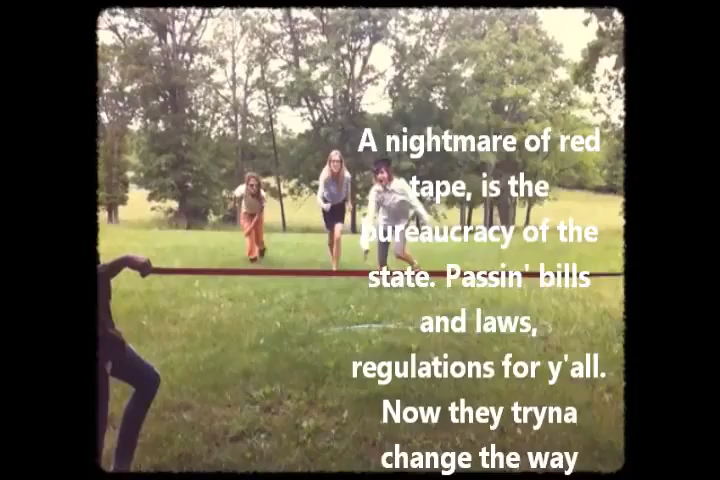 A nightmare of red
tape, is the
bureaucracy of the
state. Passin' bills
and laws,
regulations for y'all.
Now they tryna
change the way